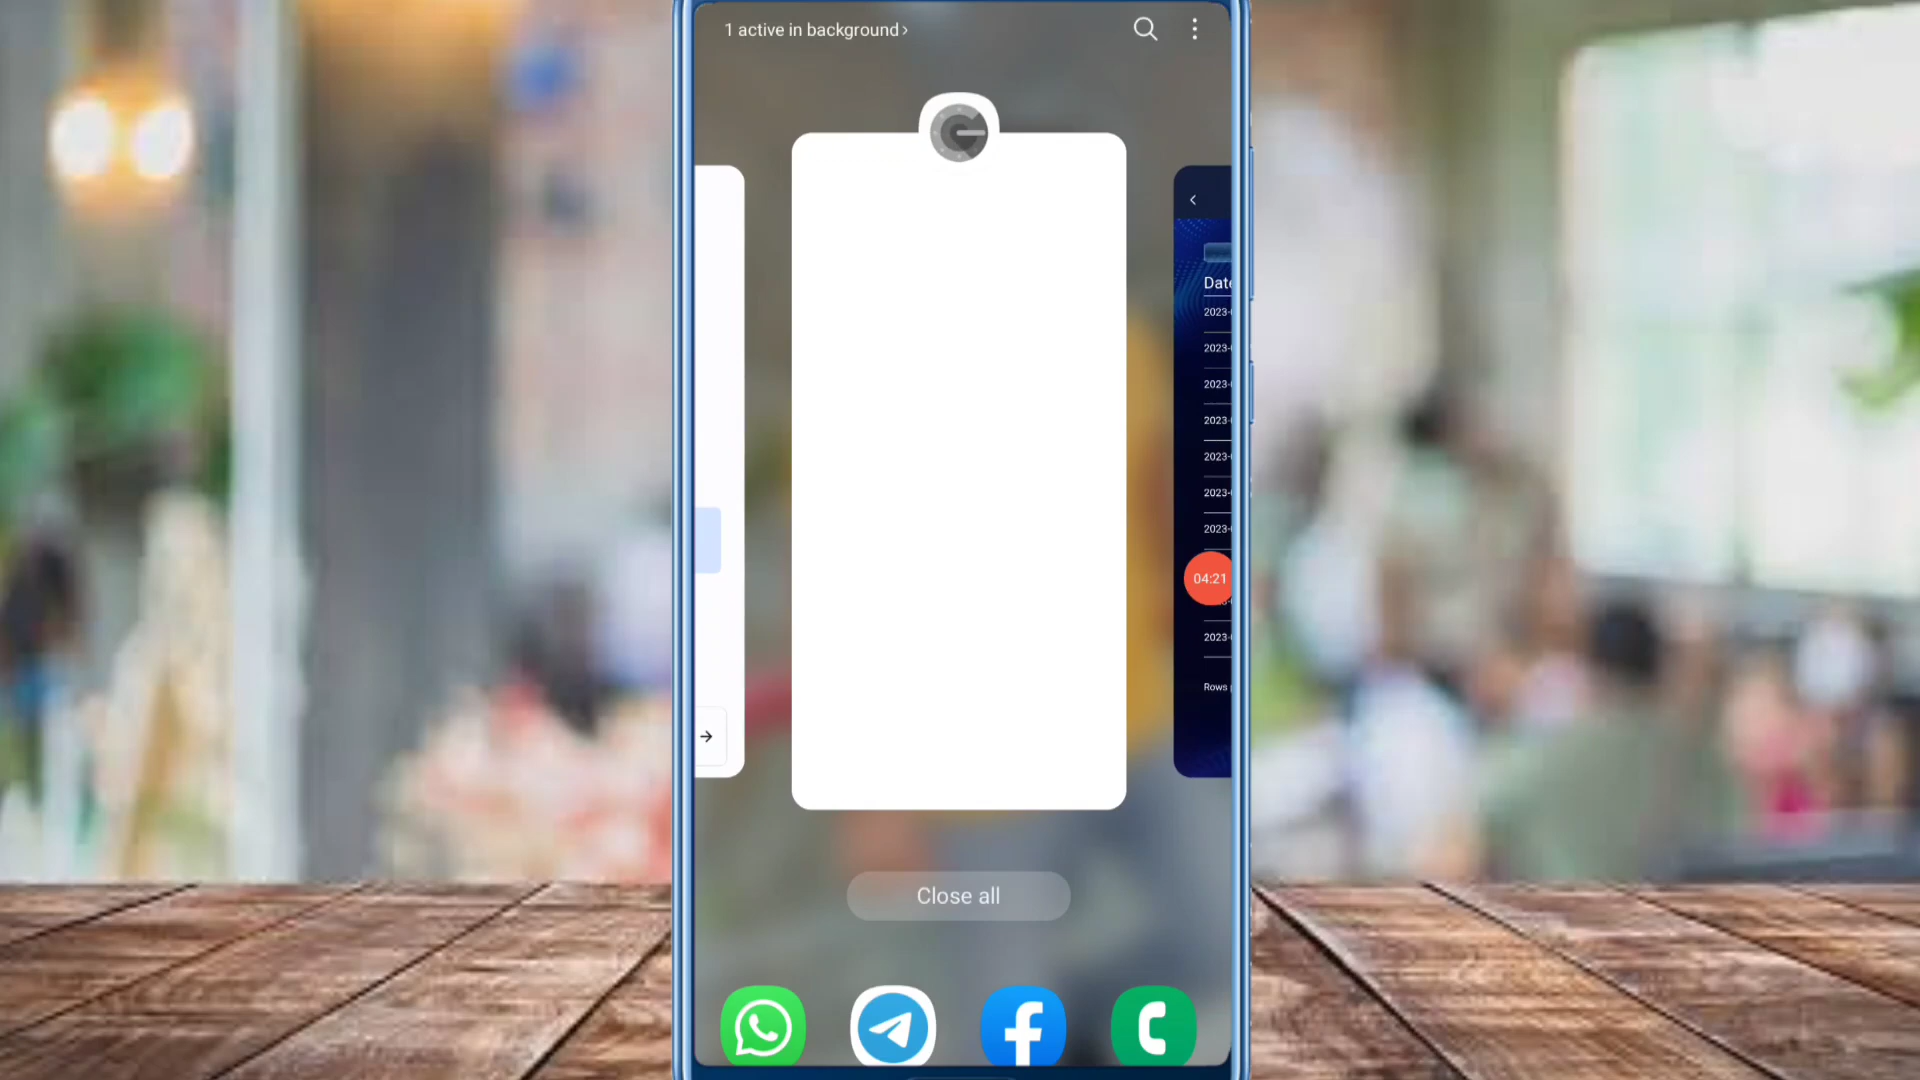 1 active in background ›
Date
2023-
2023-
2023-
2023-
2023-
2023-
2023-
04:21
2023-
Rows
Close all